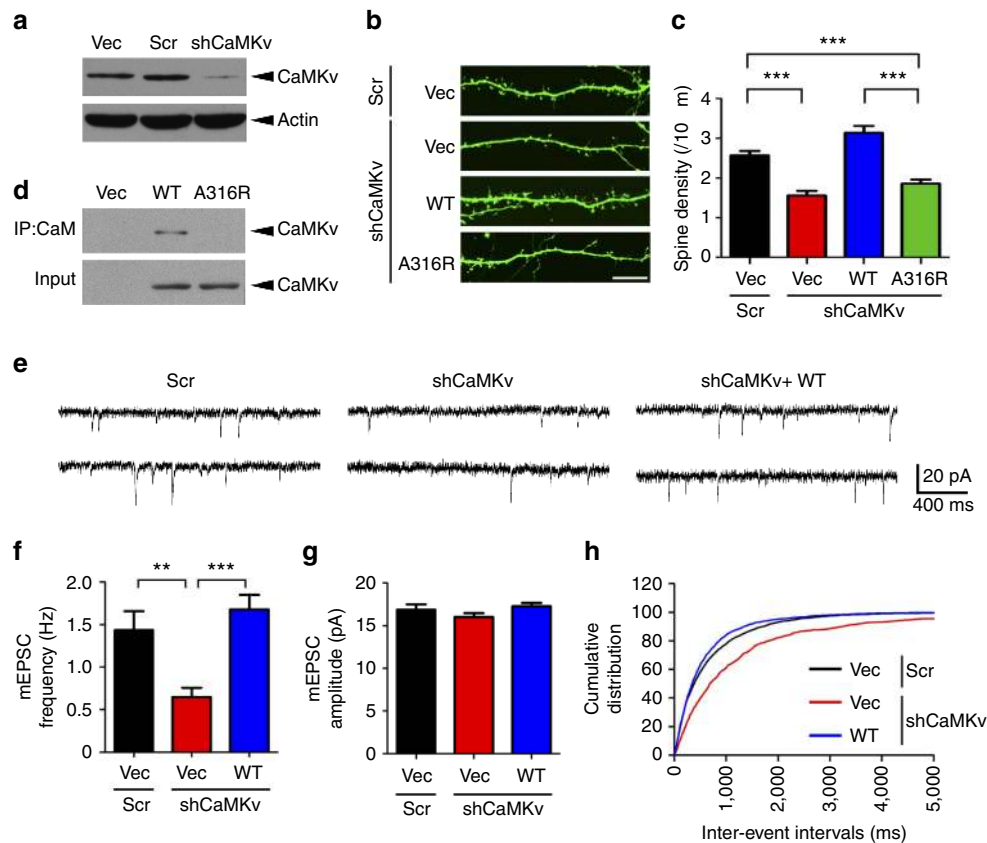 a
Vec Scr shCaMKv
CaMKv
Actin
b
Scr
Vec
shCaMKv
Vec
WT
A316R
c
***
*** ***
Spine density (/10 m)
4
3
2
1
0
Vec Vec WT A316R
Scr shCaMKv
d
Vec WT A316R
IP:CaM CaMKv
Input CaMKv
e
Scr shCaMKv shCaMKv+ WT
20 pA
400 ms
f
** ***
mEPSC
frequency (Hz)
2.0
1.5
1.0
0.5
0
Vec Vec WT
Scr shCaMKv
g
mEPSC
amplitude (pA)
20
15
10
5
0
Vec Vec WT
Scr shCaMKv
h
Cumulative
distribution
120
100
80
60
40
20
0
Vec Scr
Vec shCaMKv
WT
0 1,000 2,000 3,000 4,000 5,000
Inter-event intervals (ms)